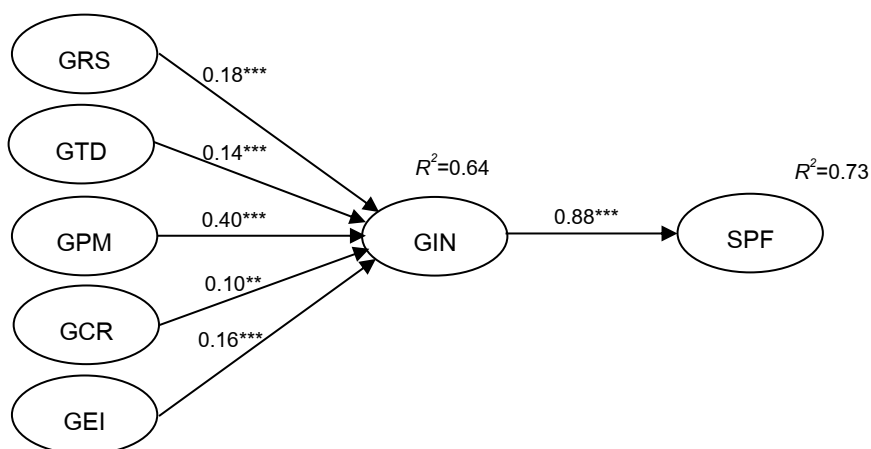 GRS
0.18***
GTD
0.14***
R²=0.64
R²=0.73
GPM
0.40***
GIN
0.88***
SPF
0.10**
GCR
0.16***
GEI